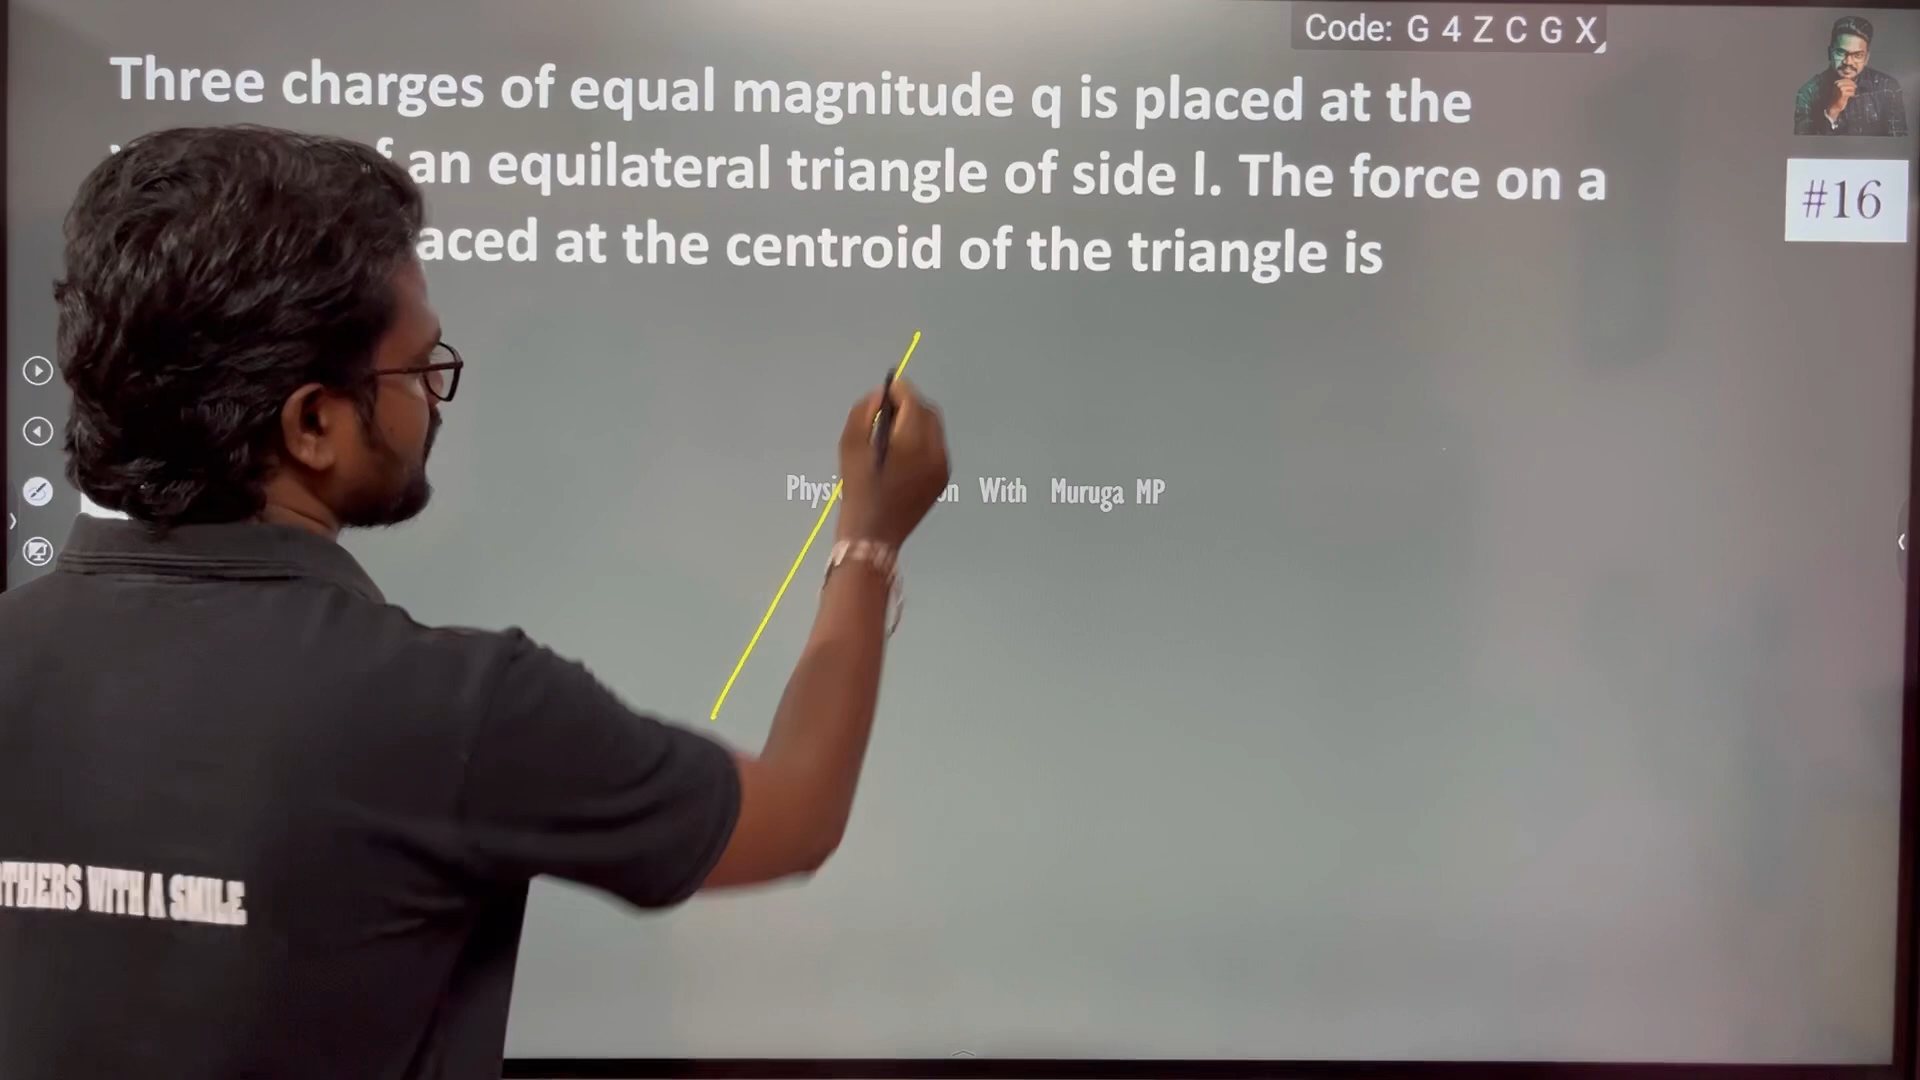 Code: G 4 Z C G X
Three charges of equal magnitude q is placed at the
an equilateral triangle of side l. The force on a
#16
aced at the centroid of the triangle is
With Muruga MP
THERS WITH A SMILE